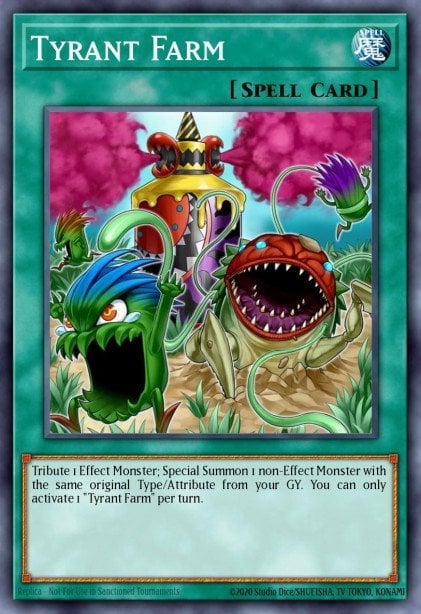 TYRANT FARM
SPELL
魔
[SPELL CARD]
Tribute 1 Effect Monster; Special Summon 1 non-Effect Monster with
the same original Type/Attribute from your GY. You can only
activate 1 "Tyrant Farm" per turn.
Replica - Not For Use in Sanctioned Tournaments
©2020 Studio Dice/SHUEISHA, TV TOKYO, KONAMI